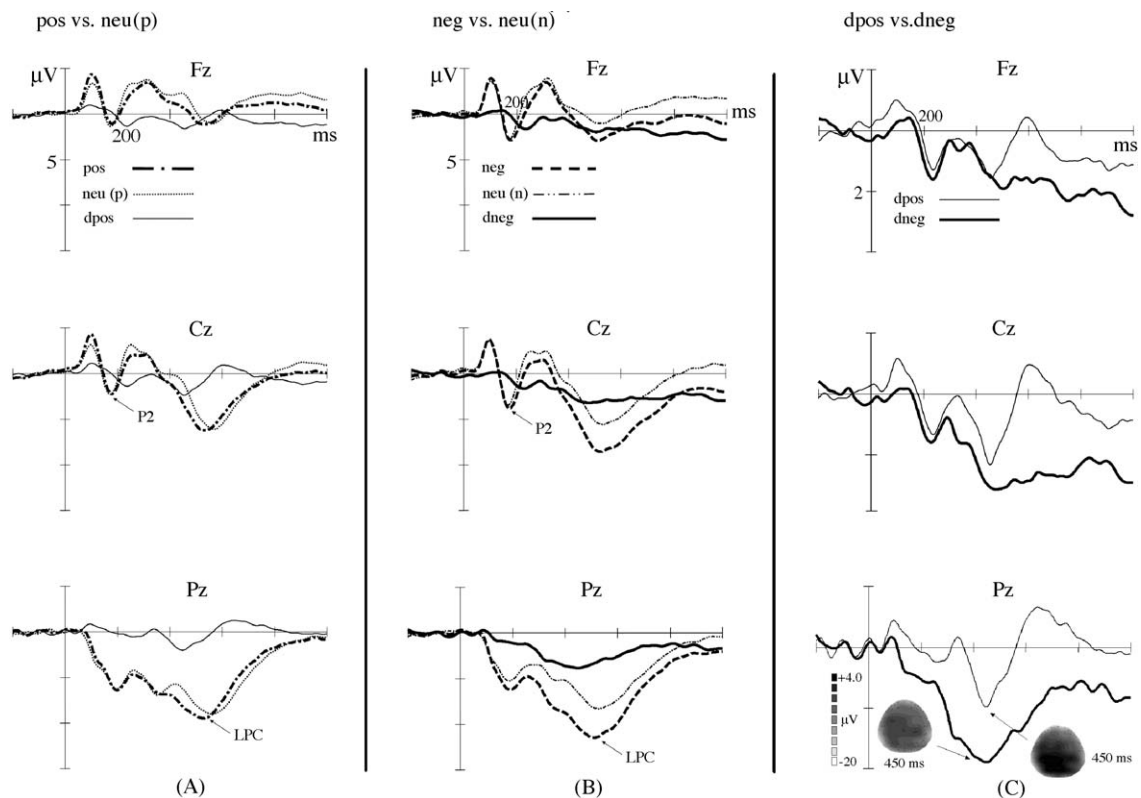 pos vs. neu(p)
neg vs. neu(n)
dpos vs.dneg
μV
Fz
200
ms
5
pos
neu (p)
dpos
Cz
P2
Pz
LPC
(A)
μV
Fz
200
ms
5
neg
neu (n)
dneg
Cz
P2
Pz
LPC
(B)
μV
Fz
200
ms
2
dpos
dneg
Cz
Pz
+4.0
μV
-20
450 ms
450 ms
(C)